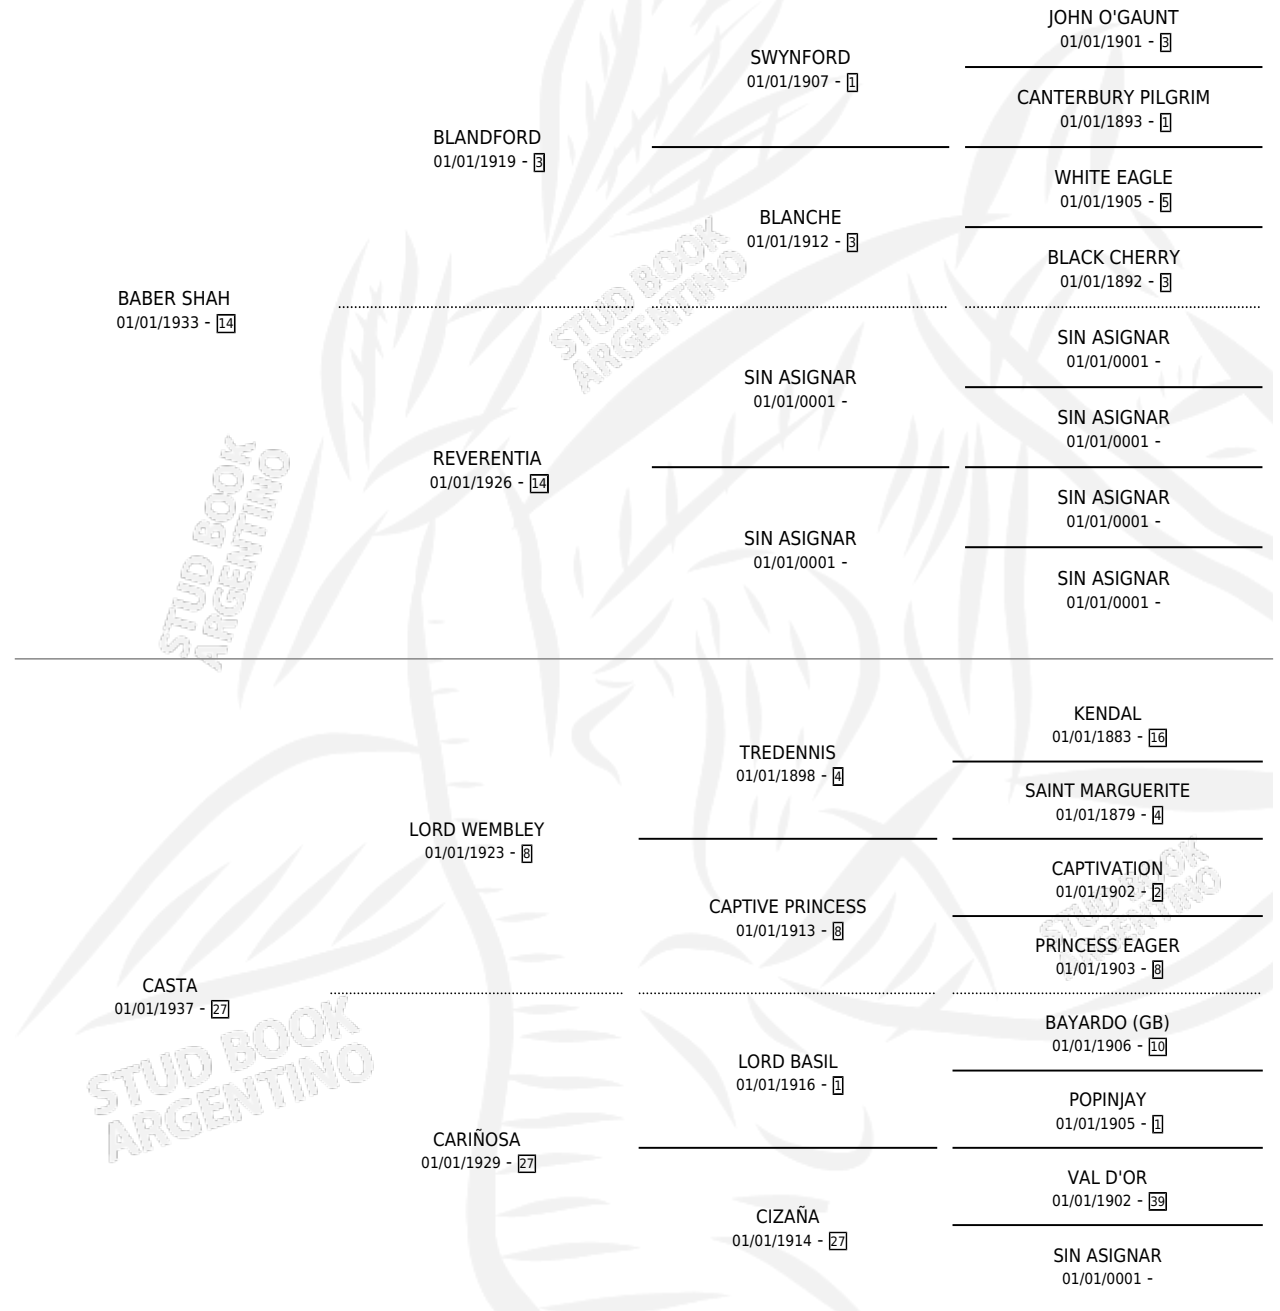 JOHN O'GAUNT
01/01/1901 - 3
SWYNFORD
01/01/1907 - 1
CANTERBURY PILGRIM
01/01/1893 - 1
BLANDFORD
01/01/1919 - 3
WHITE EAGLE
01/01/1905 - 5
BLANCHE
01/01/1912 - 3
BLACK CHERRY
01/01/1892 - 3
BABER SHAH
01/01/1933 - 14
STUD BOOK
ARGENTINO
SIN ASIGNAR
01/01/0001 -
SIN ASIGNAR
01/01/0001 -
SIN ASIGNAR
01/01/0001 -
REVERENTIA
01/01/1926 - 14
SIN ASIGNAR
01/01/0001 -
SIN ASIGNAR
01/01/0001 -
SIN ASIGNAR
01/01/0001 -
STUD BOOK
ARGENTINO
KENDAL
01/01/1883 - 16
TREDENNIS
01/01/1898 - 4
SAINT MARGUERITE
01/01/1879 - 4
LORD WEMBLEY
01/01/1923 - 8
CAPTIVATION
01/01/1902 - 2
CAPTIVE PRINCESS
01/01/1913 - 8
STUD BOOK
ARGENTINO
PRINCESS EAGER
01/01/1903 - 8
CASTA
01/01/1937 - 27
STUD BOOK
ARGENTINO
BAYARDO (GB)
01/01/1906 - 10
LORD BASIL
01/01/1916 - 1
POPINJAY
01/01/1905 - 1
CARIÑOSA
01/01/1929 - 27
VAL D'OR
01/01/1902 - 39
CIZAÑA
01/01/1914 - 27
SIN ASIGNAR
01/01/0001 -